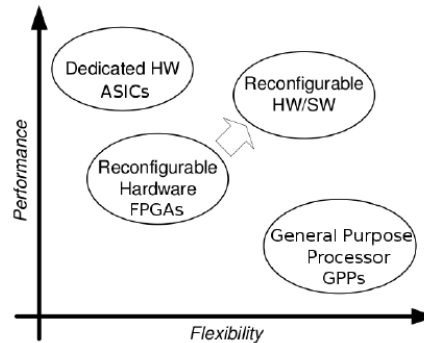 Dedicated HW
ASICs
Reconfigurable
HW/SW
Reconfigurable
Hardware
FPGAs
General Purpose
Processor
GPPs
Performance
Flexibility